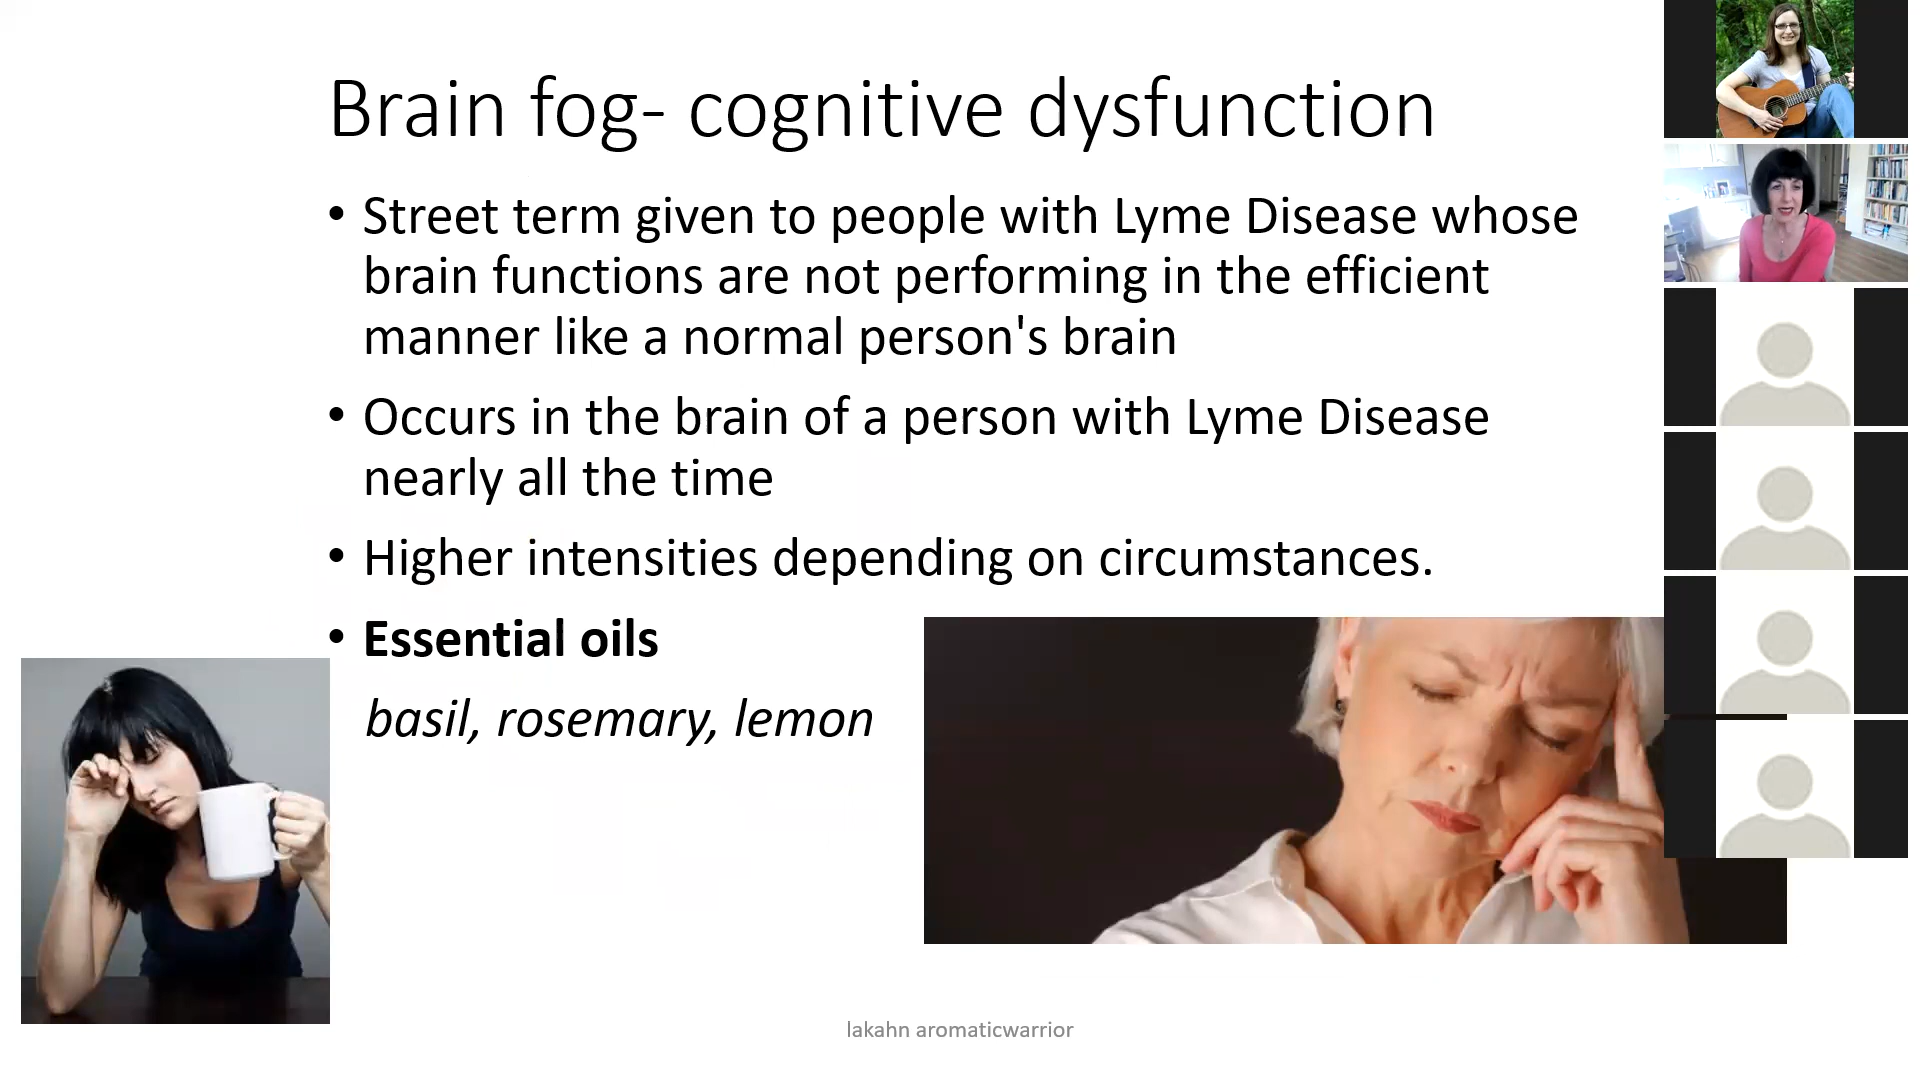 Brain fog- cognitive dysfunction
• Street term given to people with Lyme Disease whose
brain functions are not performing in the efficient
manner like a normal person's brain
• Occurs in the brain of a person with Lyme Disease
nearly all the time
• Higher intensities depending on circumstances.
• Essential oils
basil, rosemary, lemon
lakahn aromaticwarrior